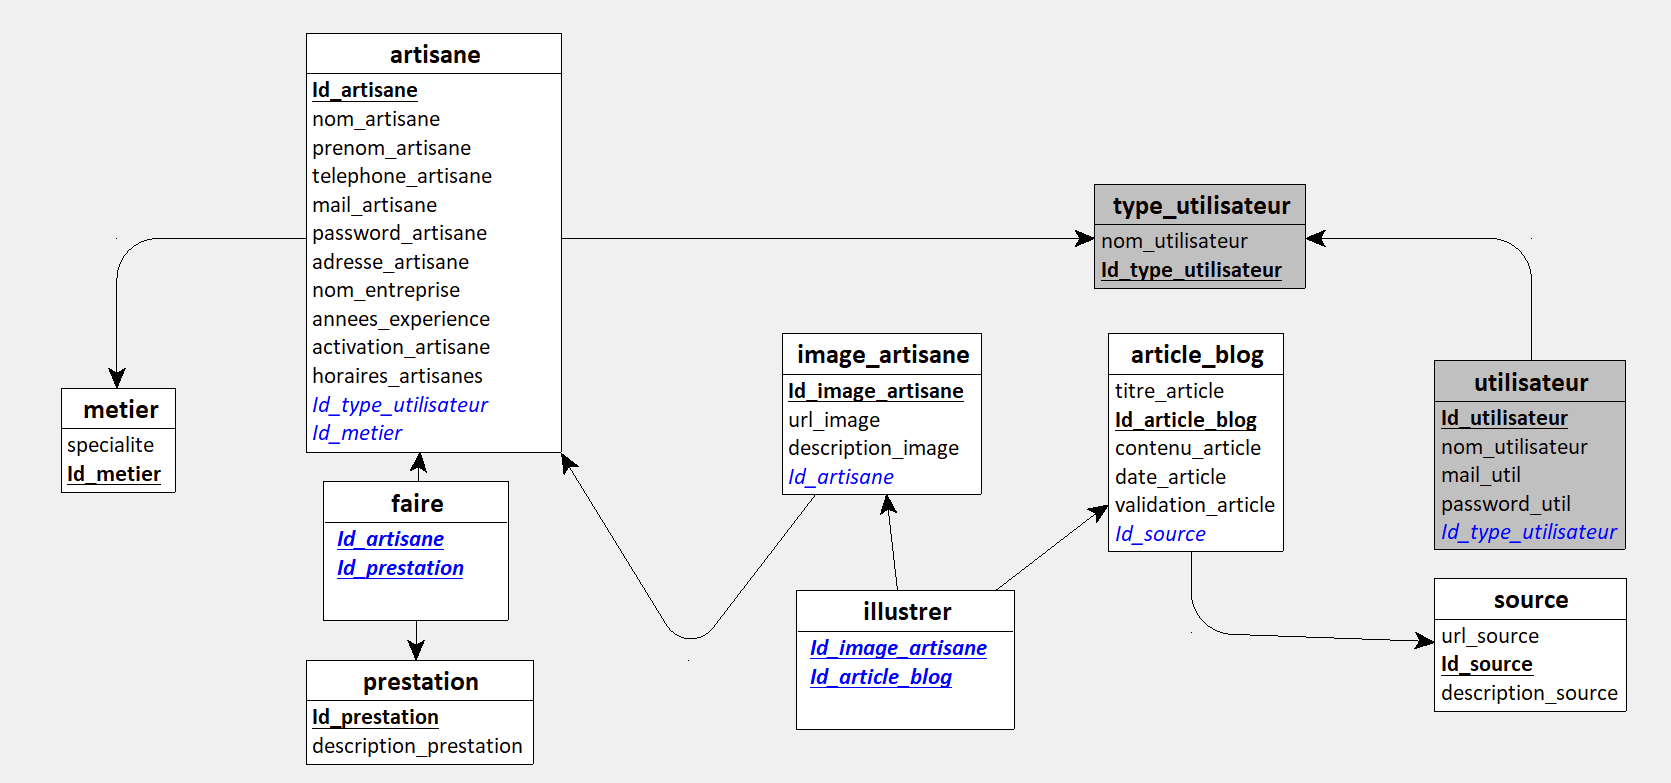 artisane
Id_artisane
nom_artisane
prenom_artisane
telephone_artisane
mail_artisane
password_artisane
adresse_artisane
nom_entreprise
annees_experience
activation_artisane
horaires_artisanes
Id_type_utilisateur
Id_metier
metier
specialite
Id_metier
faire
Id_artisane
Id_prestation
prestation
Id_prestation
description_prestation
image_artisane
Id_image_artisane
url_image
description_image
Id_artisane
illustrer
Id_image_artisane
Id_article_blog
type_utilisateur
nom_utilisateur
Id_type_utilisateur
article_blog
titre_article
Id_article_blog
contenu_article
date_article
validation_article
Id_source
utilisateur
Id_utilisateur
nom_utilisateur
mail_util
password_util
Id_type_utilisateur
source
url_source
Id_source
description_source